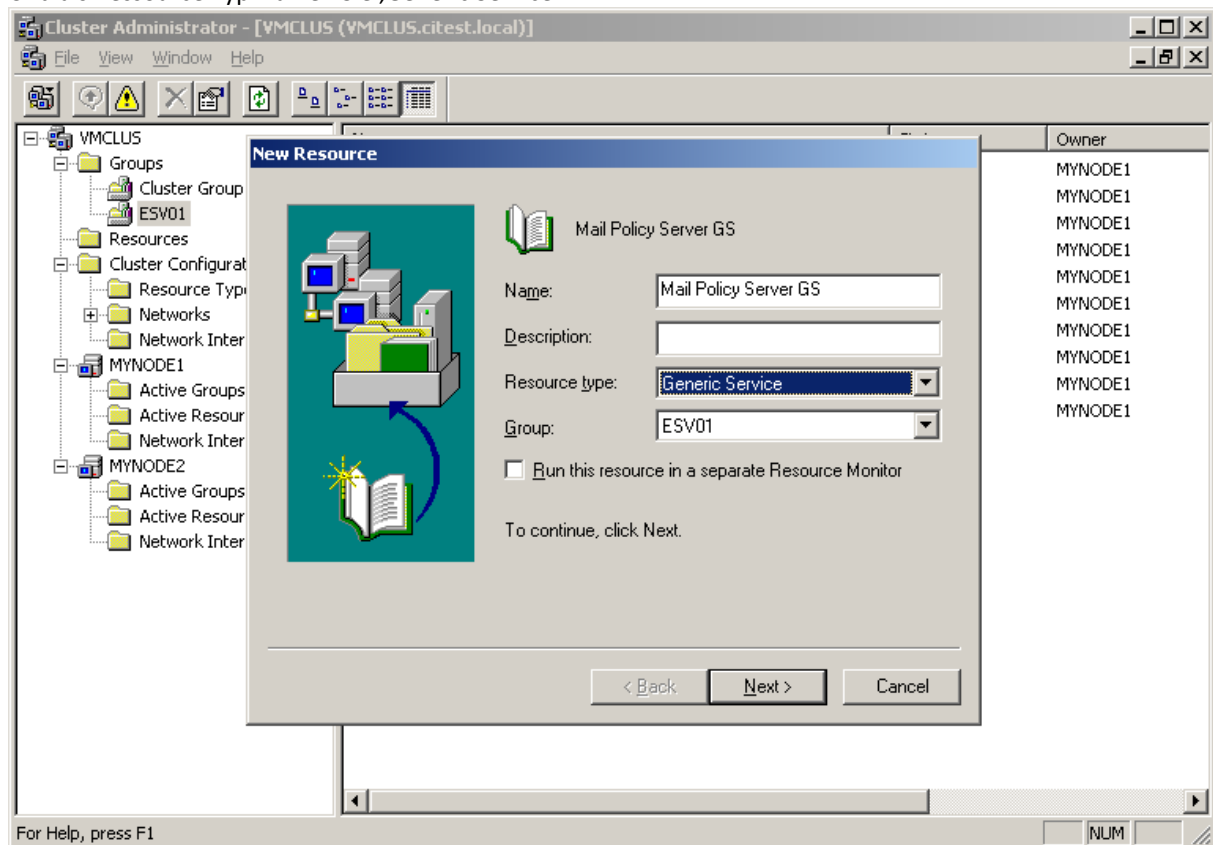 Cluster Administrator - [VMCLUS (VMCLUS.citest.local)]
File View Window Help
VMCLUS
Groups
Cluster Group
ESV01
Resources
Cluster Configurat
Resource Typ
Networks
Network Inter
MYNODE1
Active Groups
Active Resour
Network Inter
MYNODE2
Active Groups
Active Resour
Network Inter
Owner
MYNODE1
MYNODE1
MYNODE1
MYNODE1
MYNODE1
MYNODE1
MYNODE1
MYNODE1
MYNODE1
MYNODE1
New Resource
Mail Policy Server GS
Name: Mail Policy Server GS
Description:
Resource type: Generic Service
Group: ESV01
Run this resource in a separate Resource Monitor
To continue, click Next.
< Back Next > Cancel
For Help, press F1 NUM